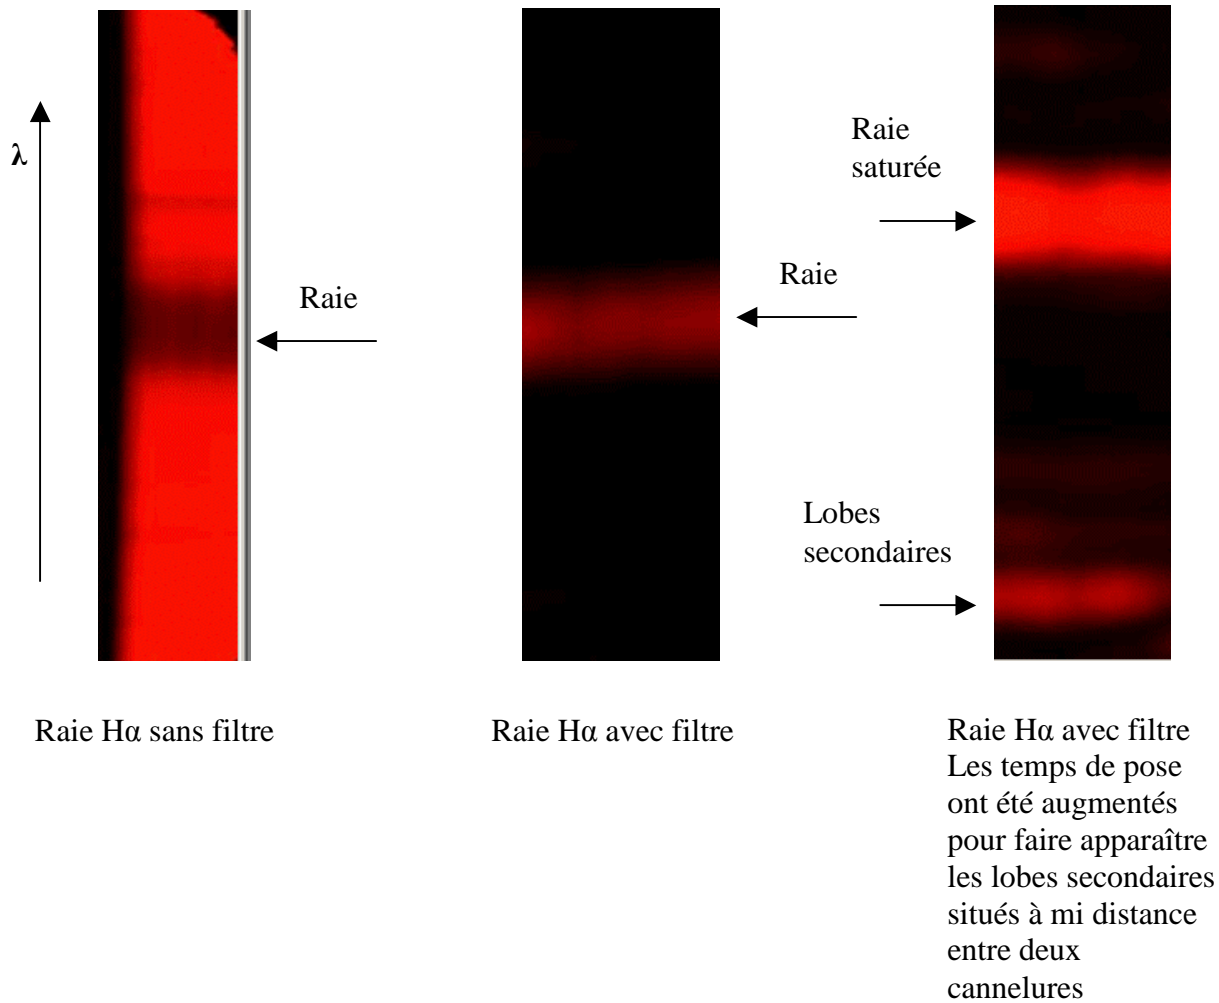 λ
Raie
Raie H&alpha; sans filtre
Raie
Raie Hα avec filtre
Raie
saturée
Lobes
secondaires
Raie Hα avec filtre
Les temps de pose
ont été augmentés
pour faire apparaître
les lobes secondaires
situés à mi distance
entre deux
cannelures